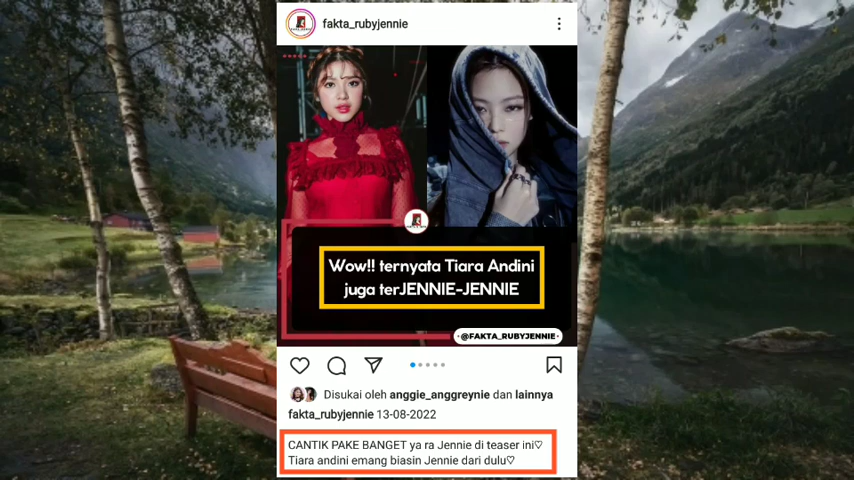 fakta_rubyjennie
Wow!! ternyata Tiara Andini
juga terJENNIE-JENNIE
@FAKTA_RUBYJENNIE
Disukai oleh anggie_anggreynie dan lainnya
fakta_rubyjennie 13-08-2022
CANTIK PAKE BANGET ya ra Jennie di teaser ini♡
Tiara andini emang biasin Jennie dari dulu♡